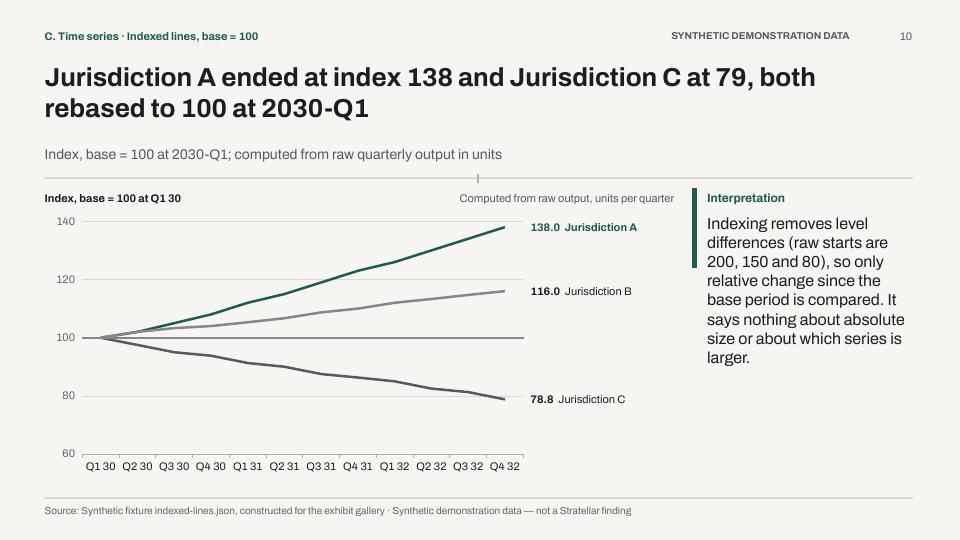 C. Time series · Indexed lines, base = 100
SYNTHETIC DEMONSTRATION DATA
10
Jurisdiction A ended at index 138 and Jurisdiction C at 79, both
rebased to 100 at 2030-Q1
Index, base = 100 at 2030-Q1; computed from raw quarterly output in units
Index, base = 100 at Q1 30
Computed from raw output, units per quarter
140
120
100
80
60
138.0 Jurisdiction A
116.0 Jurisdiction B
78.8 Jurisdiction C
Q1 30 Q2 30 Q3 30 Q4 30 Q1 31 Q2 31 Q3 31 Q4 31 Q1 32 Q2 32 Q3 32 Q4 32
Interpretation
Indexing removes level
differences (raw starts are
200, 150 and 80), so only
relative change since the
base period is compared. It
says nothing about absolute
size or about which series is
larger.
Source: Synthetic fixture indexed-lines.json, constructed for the exhibit gallery · Synthetic demonstration data — not a Stratellar finding